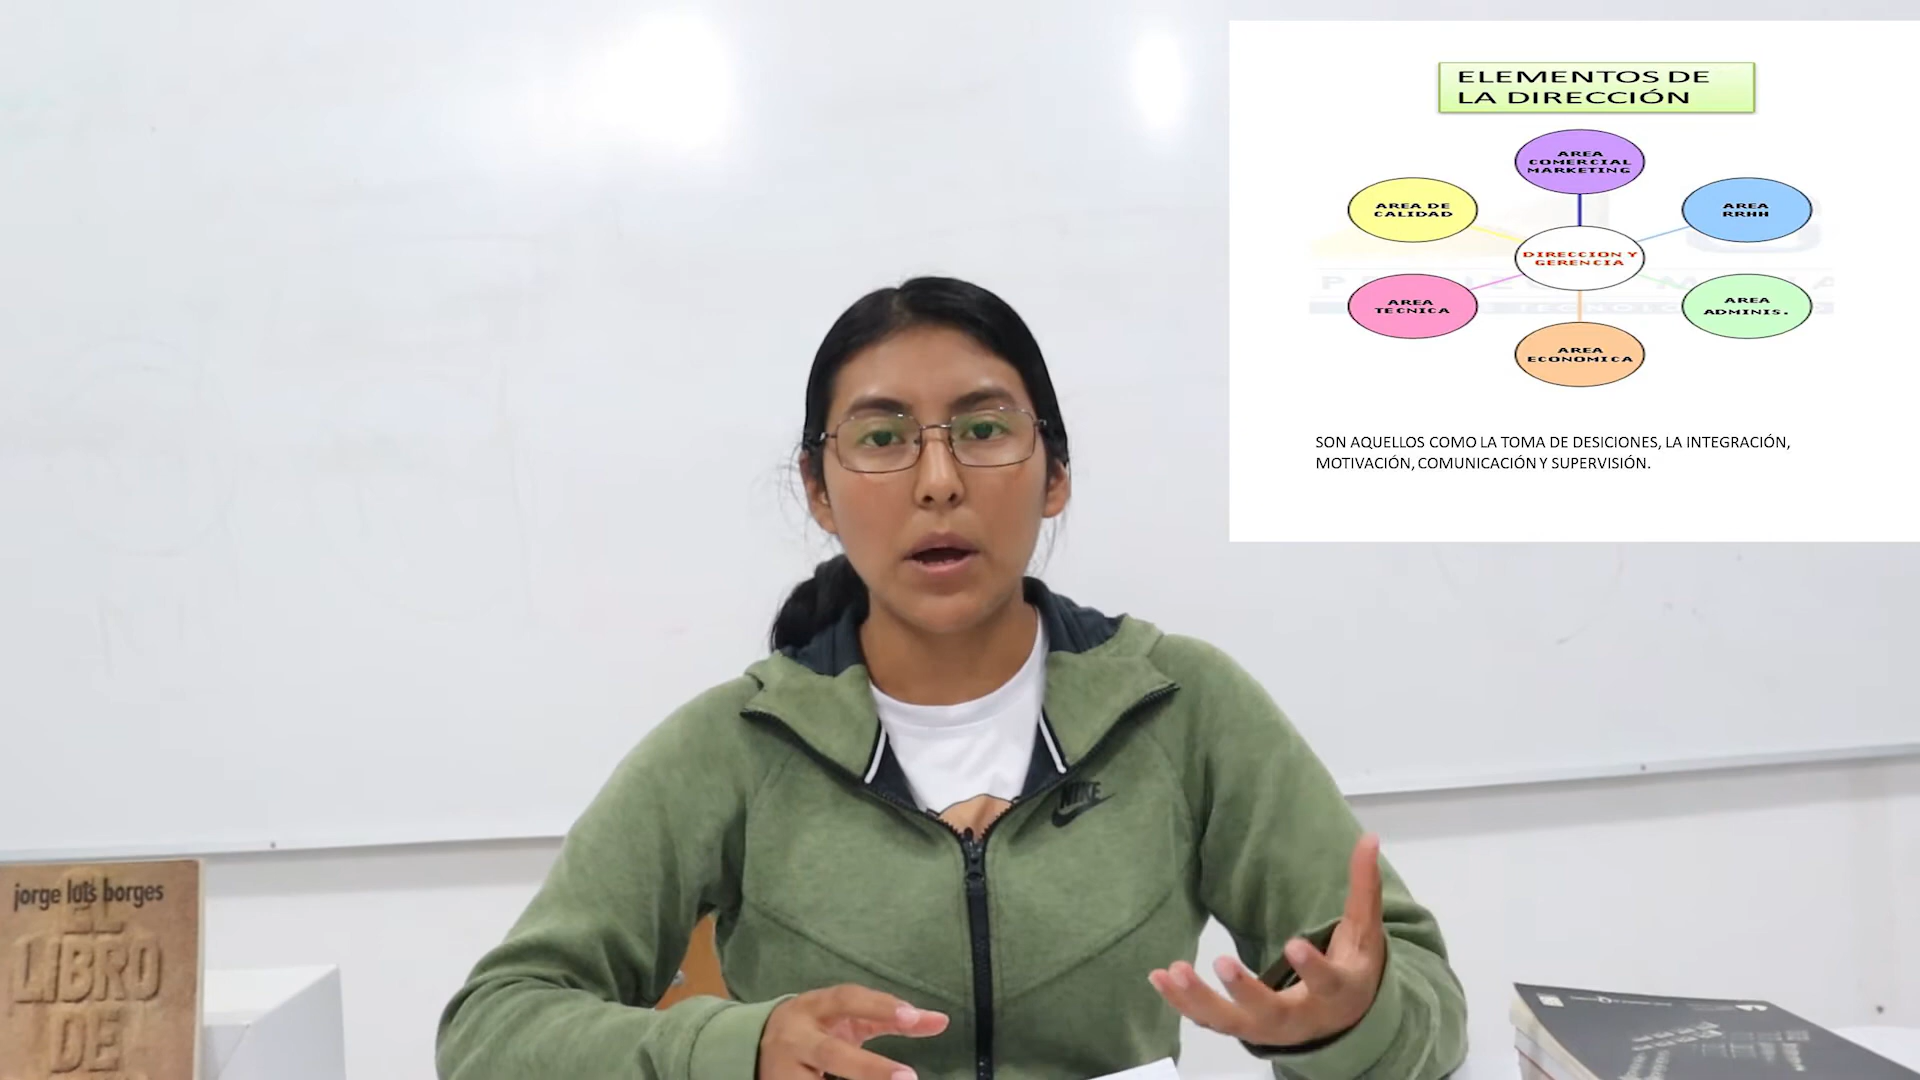 ELEMENTOS DE
LA DIRECCIÓN
AREA
COMERCIAL
MARKETING
AREA DE
CALIDAD
AREA
RRHH
DIRECCION Y
GERENCIA
AREA
TECNICA
AREA
ADMINIS.
AREA
ECONOMICA
SON AQUELLOS COMO LA TOMA DE DESICIONES, LA INTEGRACIÓN,
MOTIVACIÓN, COMUNICACIÓN Y SUPERVISIÓN.
NIKE
jorge luis borges
EL
LIBRO
DE